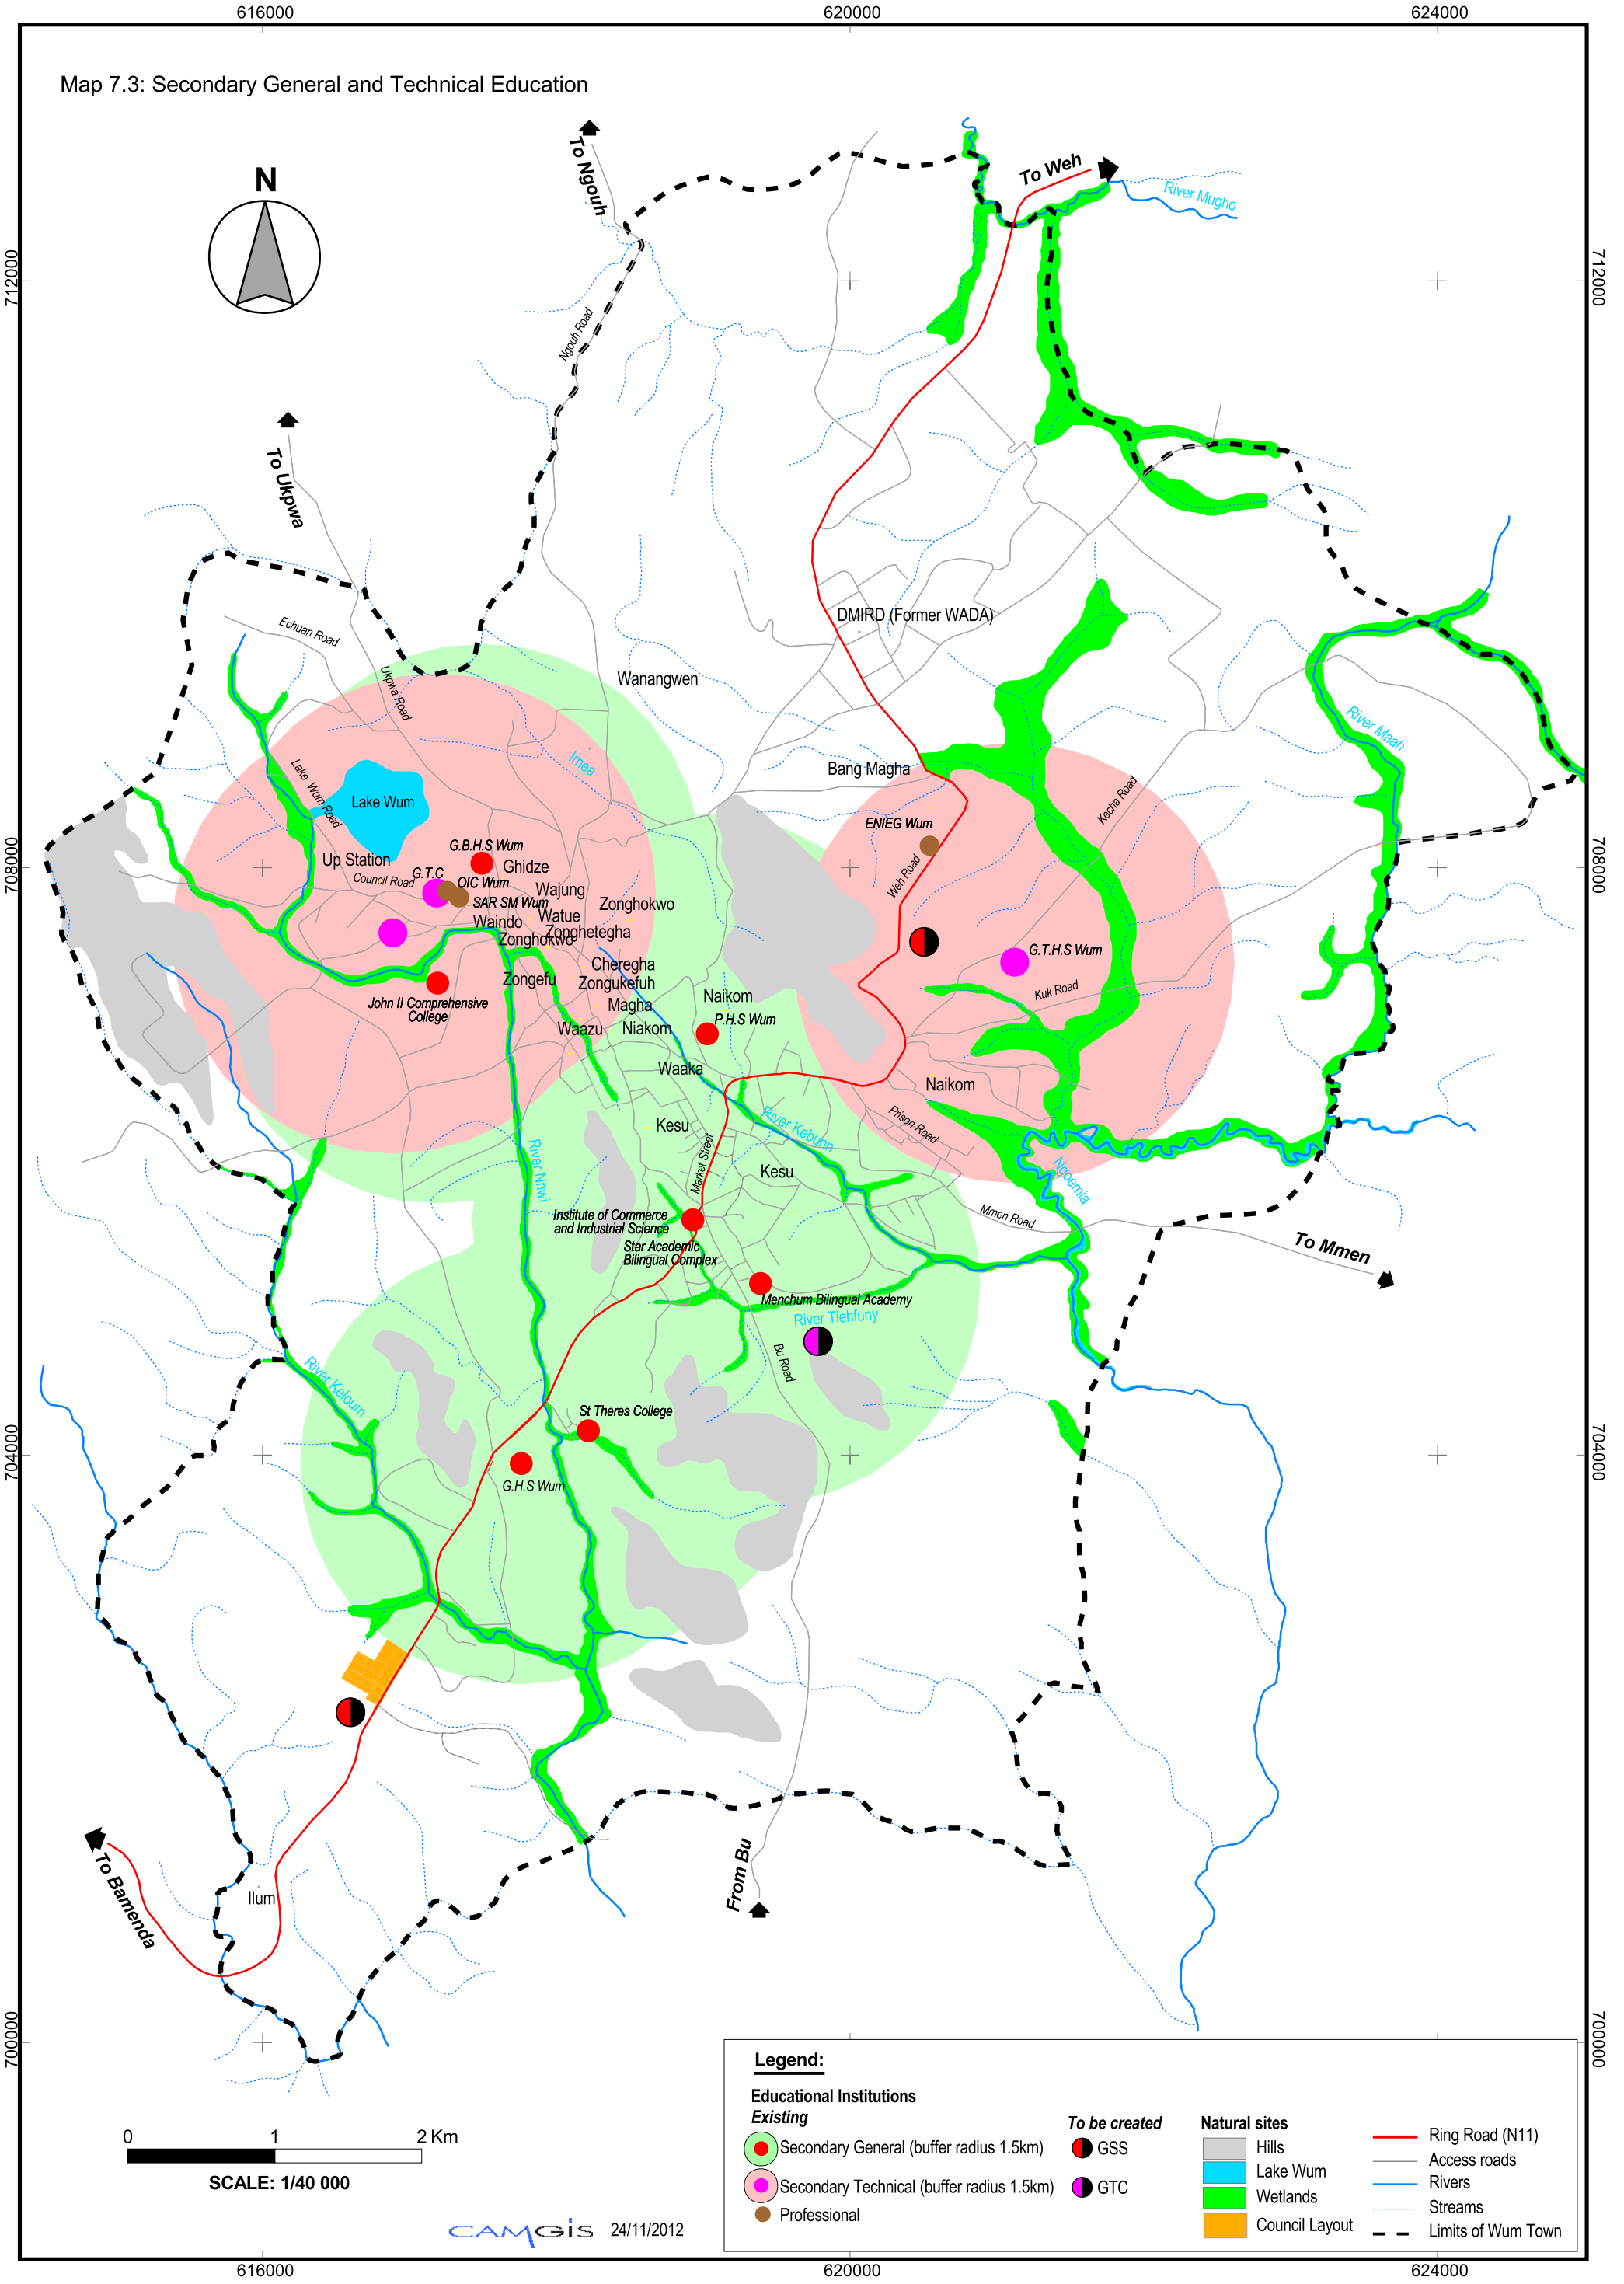 616000
620000
624000
Map 7.3: Secondary General and Technical Education
To Ngouh
To Weh
River Mugho
N
712000
712000
Ngouh Road
To Ukpwa
Echuan Road
DMIRD (Former WADA)
Ukpwa Road
Wanangwen
River Maah
Imea
Lake Wum Road
Bang Magha
Lake Wum
Kecha Road
ENIEG Wum
G.B.H.S Wum
Up Station
Ghidze
708000
708000
G.T.C
Council Road
OIC Wum
Weh Road
Wajung
SAR SM Wum
Zonghokwo
Watue
Waindo
Zonghetegha
Zonghokwo
G.T.H.S Wum
Cheregha
Zongefu
Zongukefuh
Kuk Road
Naikom
John II Comprehensive
College
Magha
P.H.S Wum
Waazu
Niakom
Waaka
Naikom
Prison Road
River Kebunn
Kesu
Market Street
River Nnwi
Kesu
Ngoemia
Institute of Commerce
and Industrial Science
Mmen Road
Star Academic
Bilingual Complex
To Mmen
Menchum Bilingual Academy
River Tiehfuny
Bu Road
River Keloum
St Theres College
704000
704000
G.H.S Wum
To Bamenda
From Bu
Ilum
700000
700000
Legend:
Educational Institutions
Existing
To be created
Natural sites
Secondary General (buffer radius 1.5km)
GSS
Secondary Technical (buffer radius 1.5km)
GTC
Professional
Hills
Lake Wum
Wetlands
Council Layout
Ring Road (N11)
Access roads
Rivers
Streams
Limits of Wum Town
0 1 2 Km
SCALE: 1/40 000
CAMGIS 24/11/2012
616000
620000
624000